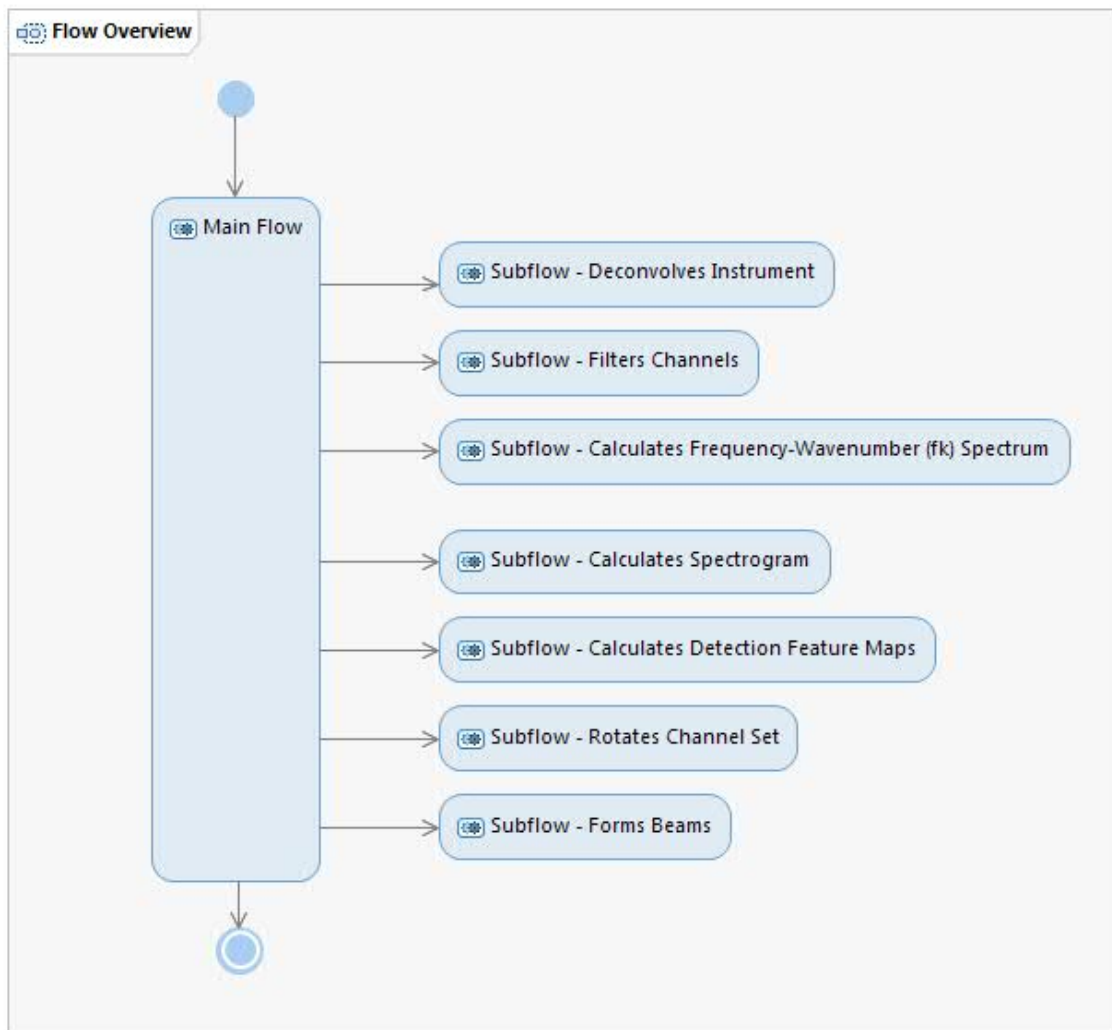 Flow Overview
Main Flow
Subflow - Deconvolves Instrument
Subflow - Filters Channels
Subflow - Calculates Frequency-Wavenumber (fk) Spectrum
Subflow - Calculates Spectrogram
Subflow - Calculates Detection Feature Maps
Subflow - Rotates Channel Set
Subflow - Forms Beams